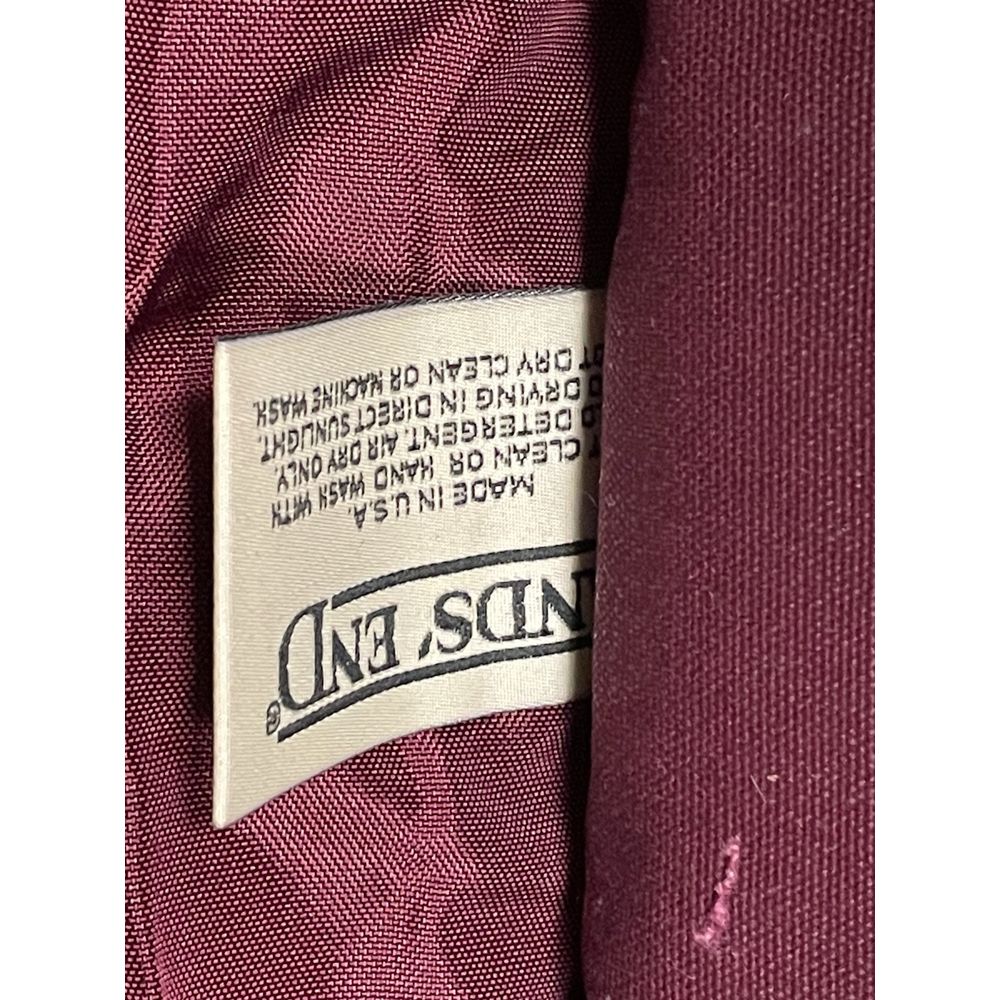 NDS' END®
MADE IN U.S.A.
CLEAN OR HAND WASH WITH
DETERGENT. AIR DRY ONLY.
DRYING IN DIRECT SUNLIGHT.
DRY CLEAN OR MACHINE WASH.